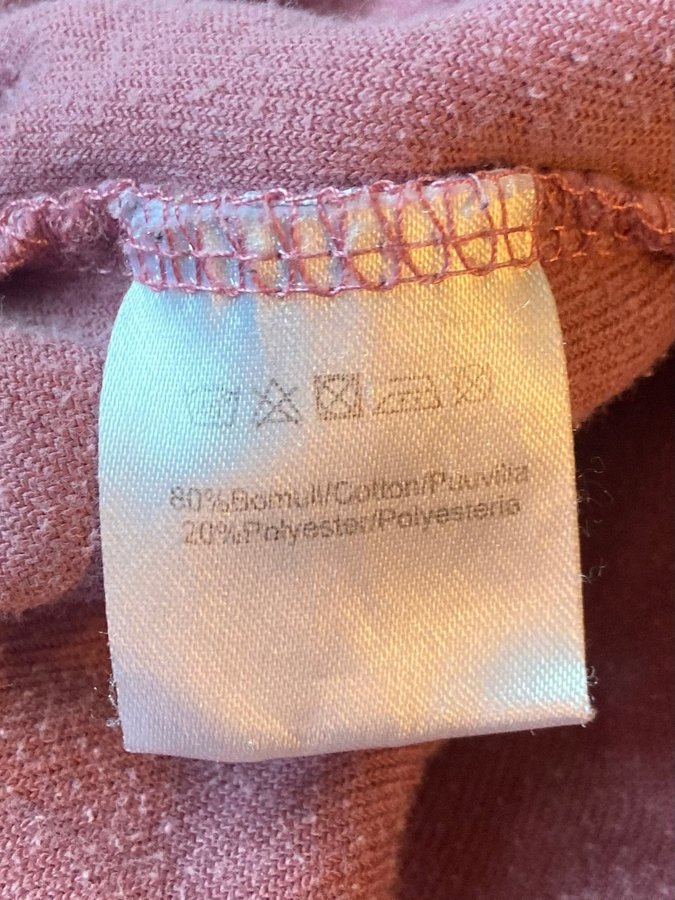 80%Bomull/Cotton/Puuvilla
20%Polyester/Polyesteria